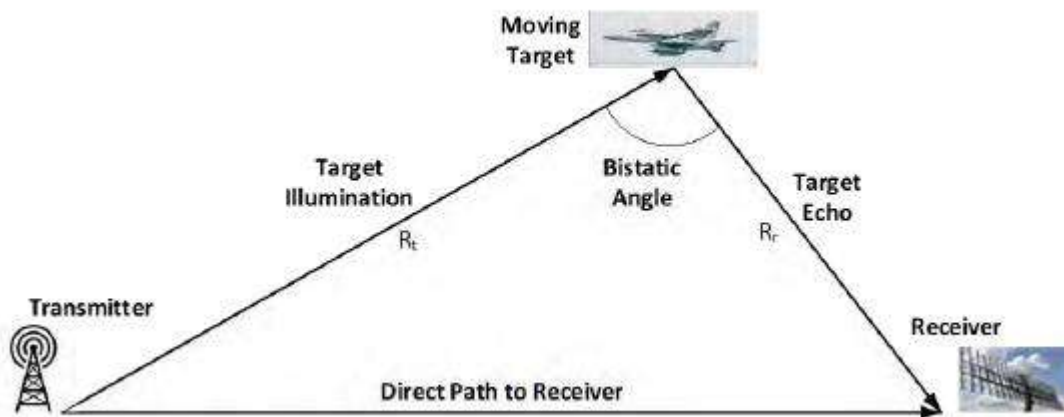 Moving
Target
Target
Illumination
Bistatic
Angle
Target
Echo
Rt
Rr
Transmitter
Receiver
Direct Path to Receiver